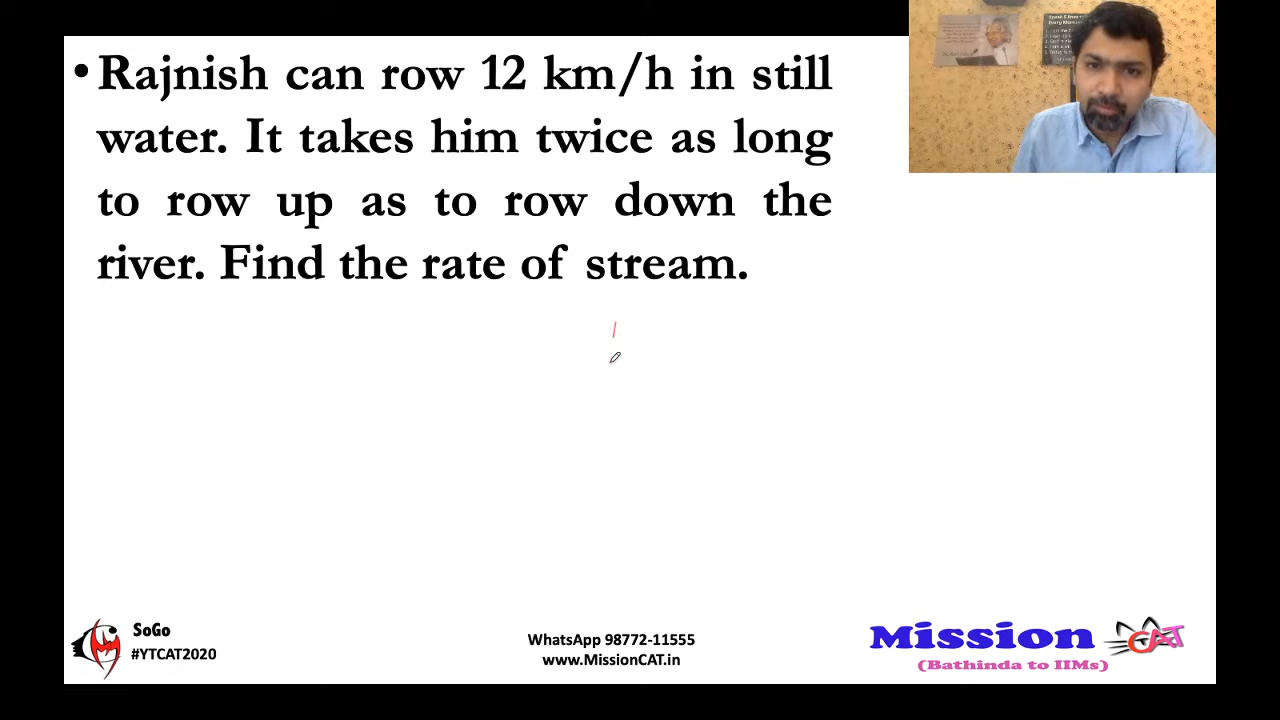 •Rajnish can row 12 km/h in still
water. It takes him twice as long
to row up as to row down the
river. Find the rate of stream.
SoGo
#YTCAT2020
WhatsApp 98772-11555
www.MissionCAT.in
Mission CAT
(Bathinda to IIMs)